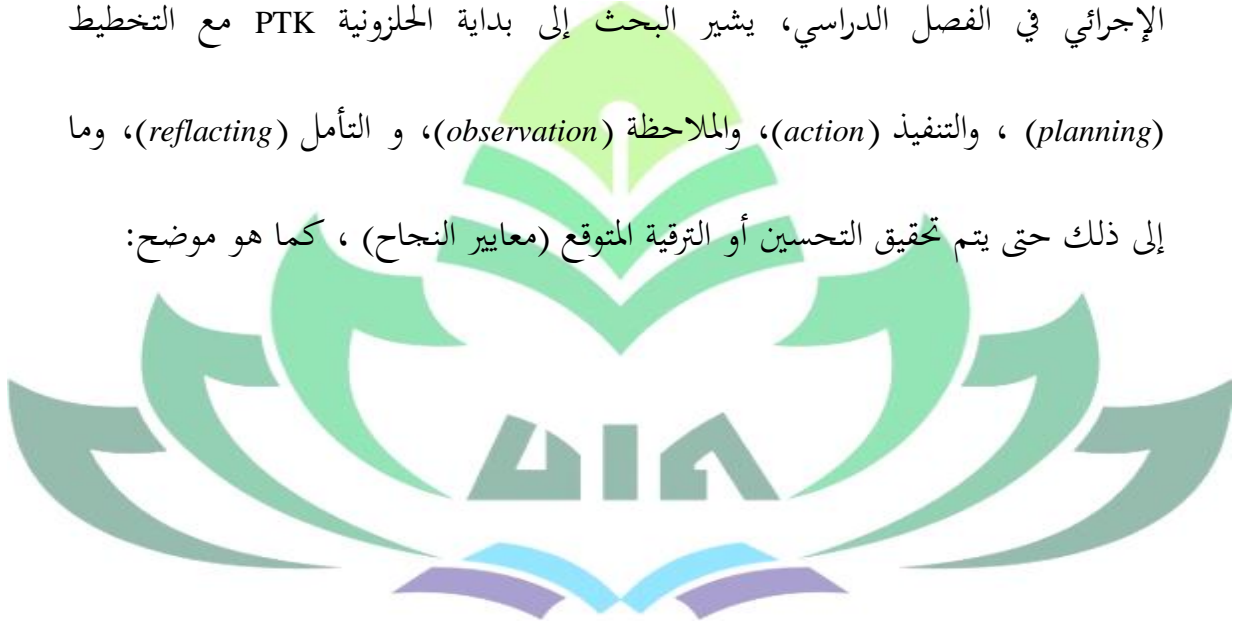 الإجرائي في الفصل الدراسي، يشير البحث إلى بداية الحلزونية PTK مع التخطيط
(planning) ، والتنفيذ (action)، والملاحظة (observation)، و التأمل (reflacting)، وما
إلى ذلك حتى يتم تحقيق التحسين أو الترقية المتوقع (معايير النجاح) ، كما هو موضح:
UIN